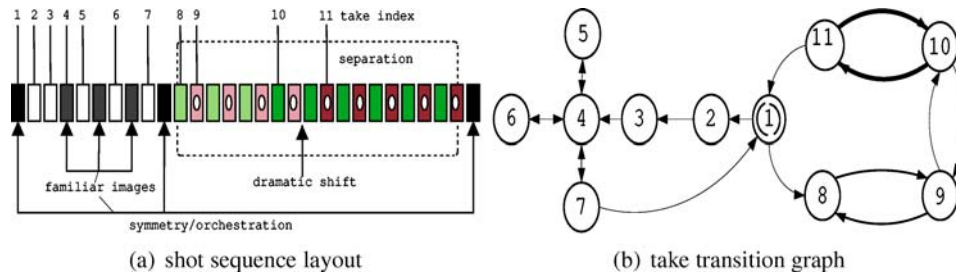 1 2 3 4 5 6 7 8 9 10 11 take index
separation
familiar images
dramatic shift
symmetry/orchestration
(a) shot sequence layout
5
11
10
6 4 3 2 1
7
8
9
(b) take transition graph